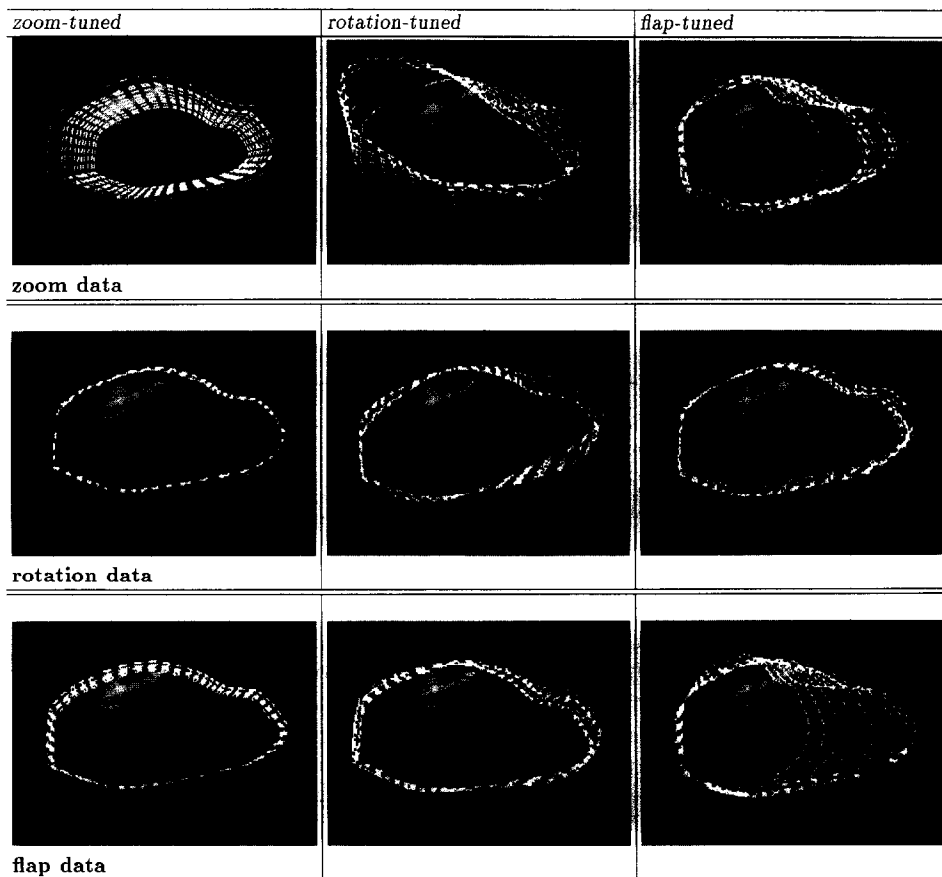 zoom-tuned
rotation-tuned
flap-tuned
zoom data
rotation data
flap data